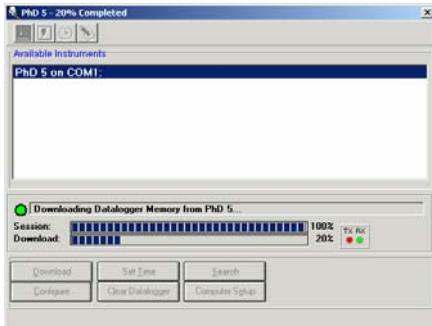 PhD 5 - 20% Completed
Available Instruments
PhD 5 on COM1:
Downloading Datalogger Memory from PhD 5...
Session: 100%
TX RX
Download: 20%
Download Set Time Search
Configure Clear Datalogger Computer Setup